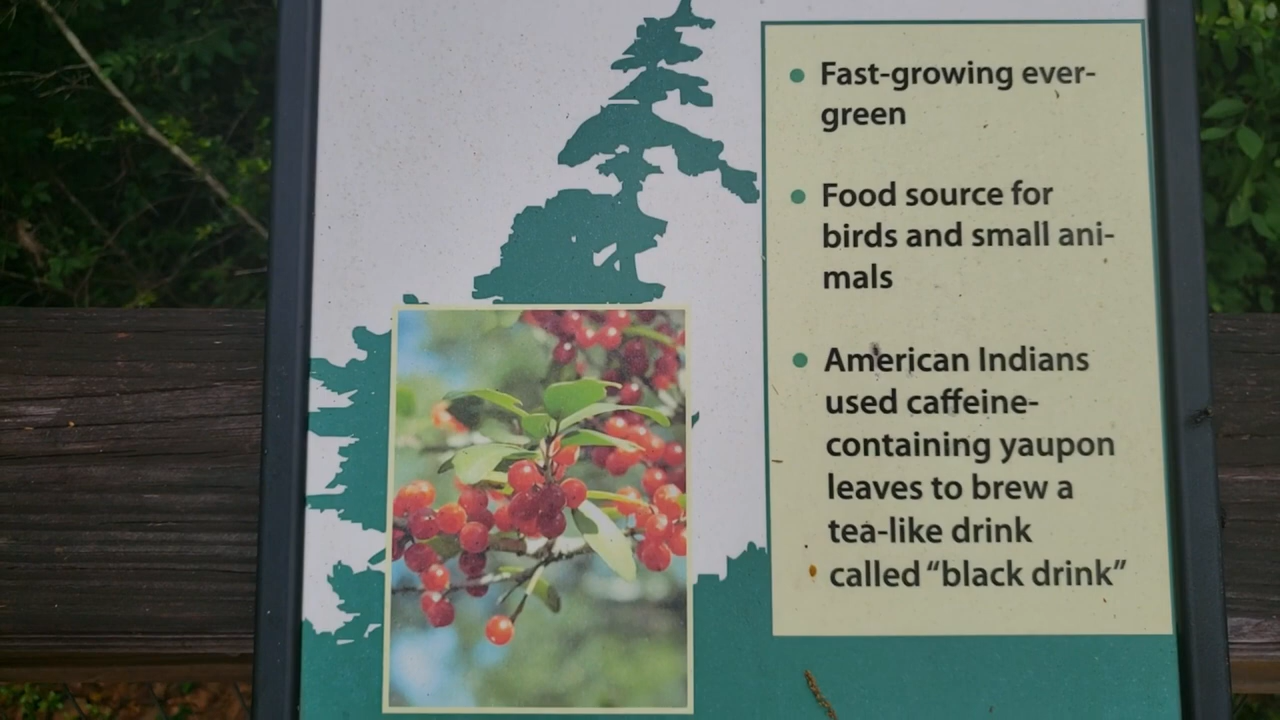 Fast-growing ever-
green
Food source for
birds and small ani-
mals
American Indians
used caffeine-
containing yaupon
leaves to brew a
tea-like drink
called “black drink”